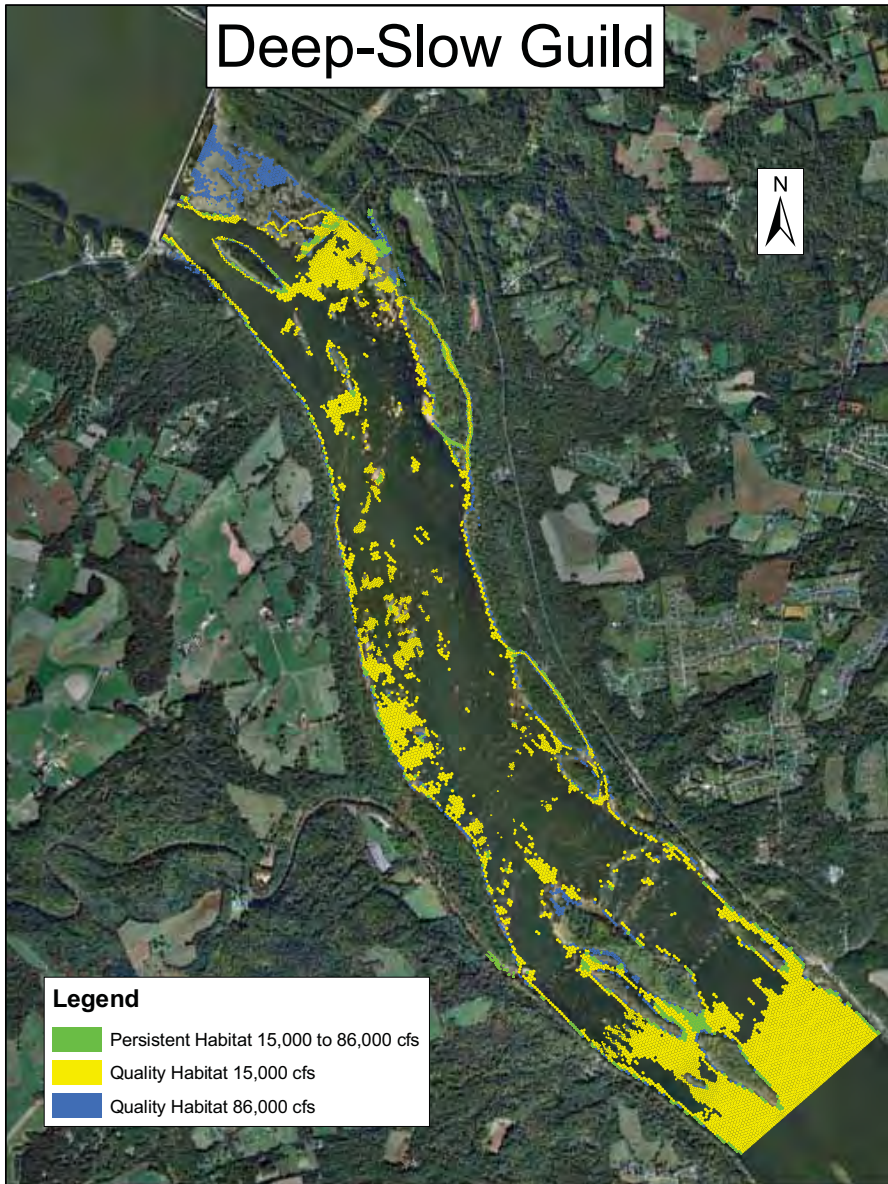 Deep-Slow Guild
N
Legend
Persistent Habitat 15,000 to 86,000 cfs
Quality Habitat 15,000 cfs
Quality Habitat 86,000 cfs